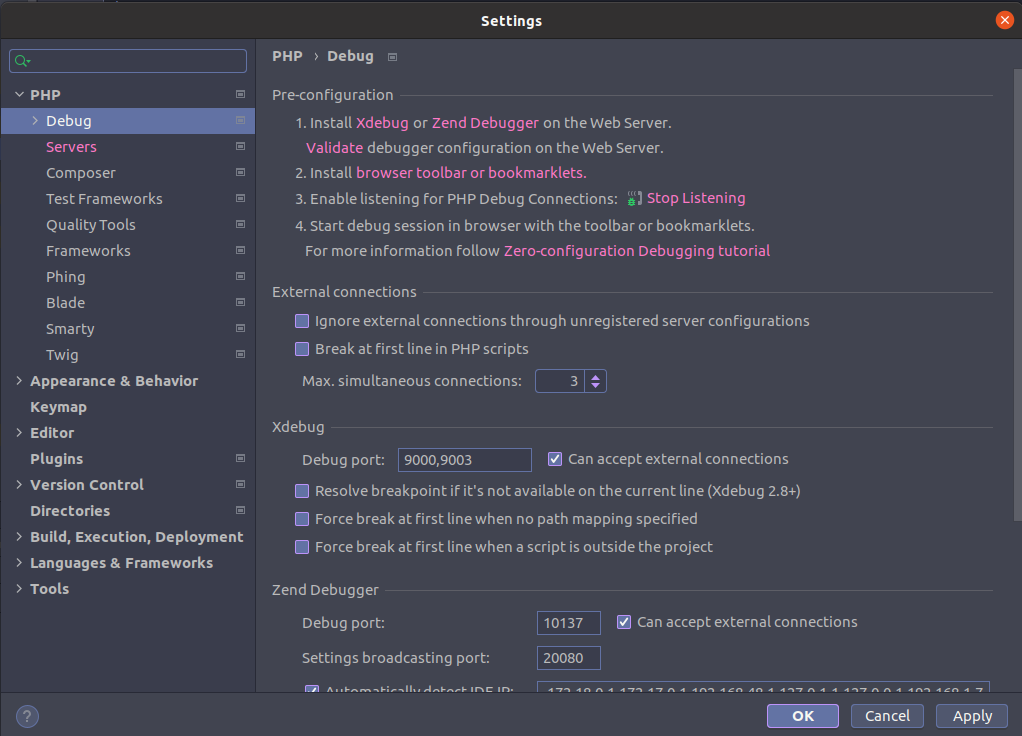 Settings
PHP
Debug
Servers
Composer
Test Frameworks
Quality Tools
Frameworks
Phing
Blade
Smarty
Twig
Appearance & Behavior
Keymap
Editor
Plugins
Version Control
Directories
Build, Execution, Deployment
Languages & Frameworks
Tools
PHP › Debug
Pre-configuration
1. Install Xdebug or Zend Debugger on the Web Server.
Validate debugger configuration on the Web Server.
2. Install browser toolbar or bookmarklets.
3. Enable listening for PHP Debug Connections: Stop Listening
4. Start debug session in browser with the toolbar or bookmarklets.
For more information follow Zero-configuration Debugging tutorial
External connections
Ignore external connections through unregistered server configurations
Break at first line in PHP scripts
Max. simultaneous connections: 3
Xdebug
Debug port: 9000,9003 Can accept external connections
Resolve breakpoint if it's not available on the current line (Xdebug 2.8+)
Force break at first line when no path mapping specified
Force break at first line when a script is outside the project
Zend Debugger
Debug port: 10137 Can accept external connections
Settings broadcasting port: 20080
Automatically detect IDE IP:
? OK Cancel Apply